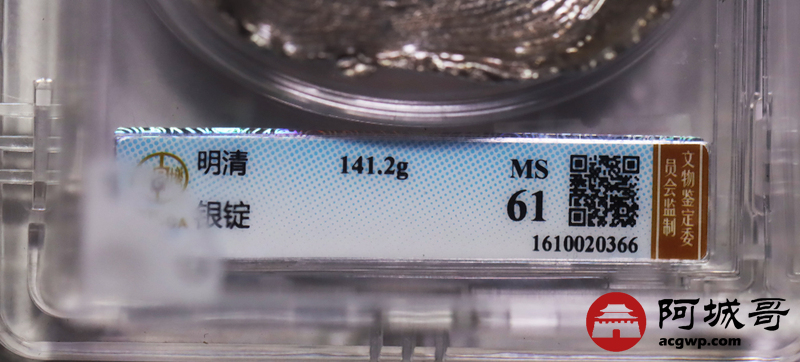 明清
银锭
141.2g
MS
61
1610020366
文物鉴定委
员会监制
阿城哥
acgwp.com